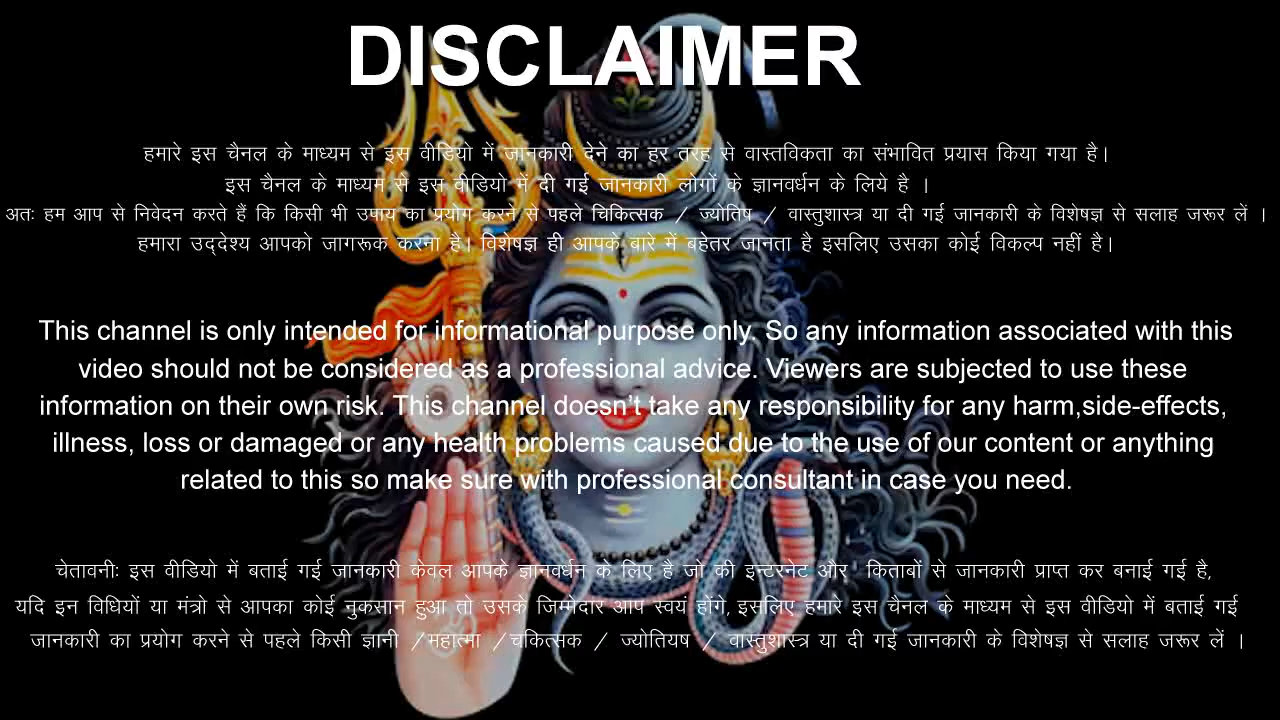 DISCLAIMER
हमारे इस चैनल के माध्यम से इस वीडियो में जानकारी देने का हर तरह से वास्तविकता का संभावित प्रयास किया गया है।
इस चैनल के माध्यम से इस वीडियो में दी गई जानकारी लोगों के ज्ञानवर्धन के लिये है ।
अतः हम आप से निवेदन करते हैं कि किसी भी उपाय का प्रयोग करने से पहले चिकित्सक / ज्योतिष / वास्तुशास्त्र या दी गई जानकारी के विशेषज्ञ से सलाह जरूर लें ।
हमारा उद्देश्य आपको जागरूक करना है। विशेषज्ञ ही आपके बारे में बहेतर जानता है इसलिए उसका कोई विकल्प नहीं है।
This channel is only intended for informational purpose only. So any information associated with this
video should not be considered as a professional advice. Viewers are subjected to use these
information on their own risk. This channel doesn't take any responsibility for any harm,side-effects,
illness, loss or damaged or any health problems caused due to the use of our content or anything
related to this so make sure with professional consultant in case you need.
चेतावनीः इस वीडियो में बताई गई जानकारी केवल आपके ज्ञानवर्धन के लिए है जो की इन्टरनेट और किताबों से जानकारी प्राप्त कर बनाई गई है,
यदि इन विधियों या मंत्रो से आपका कोई नुकसान हुआ तो उसके जिम्मेदार आप स्वयं होंगे, इसलिए हमारे इस चैनल के माध्यम से इस वीडियो में बताई गई
जानकारी का प्रयोग करने से पहले किसी ज्ञानी /महात्मा /चकित्सक / ज्योतियष / वास्तुशास्त्र या दी गई जानकारी के विशेषज्ञ से सलाह जरूर लें ।